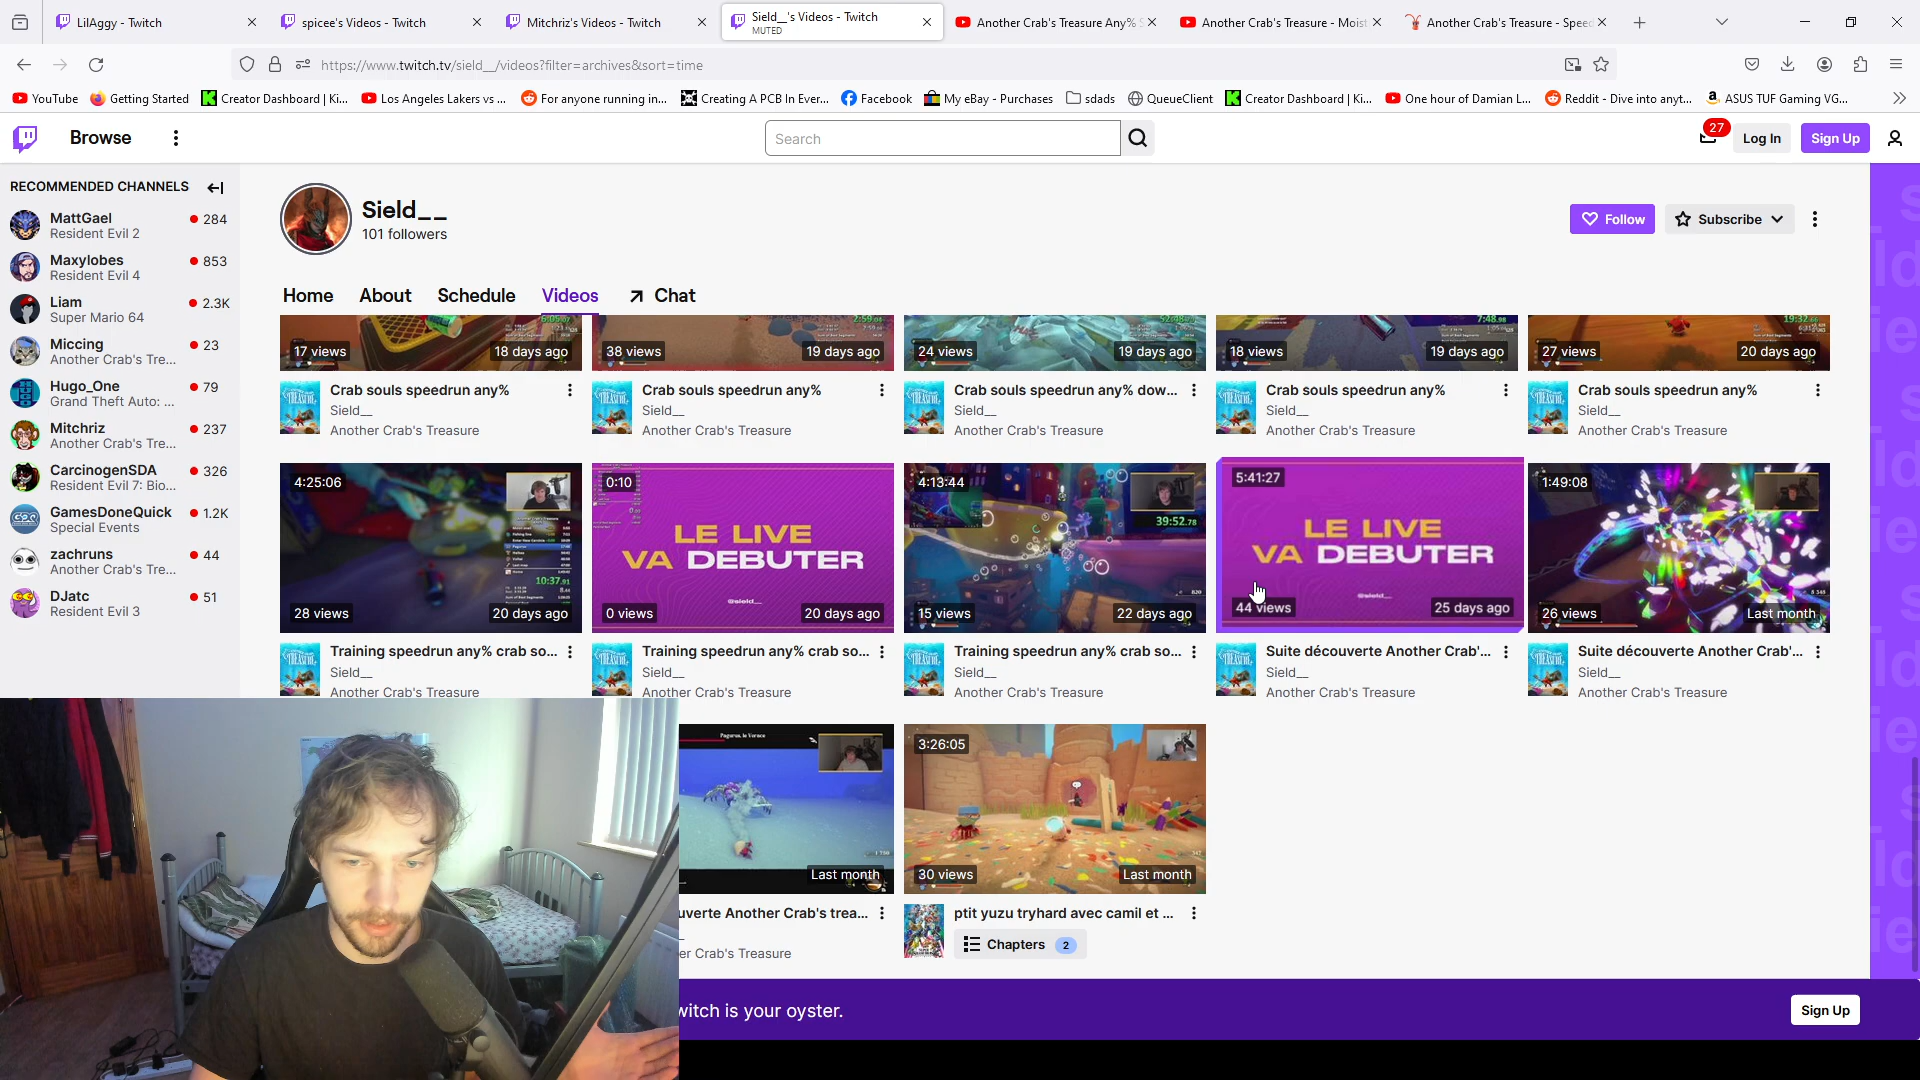 LilAggy - Twitch
spicee's Videos - Twitch
Mitchriz's Videos - Twitch
Sield__'s Videos - Twitch
MUTED
Another Crab's Treasure Any%
Another Crab's Treasure - Moist
Another Crab's Treasure - Speed
https://www.twitch.tv/sield__/videos?filter=archives&sort=time
YouTube
Getting Started
Creator Dashboard | Ki...
Los Angeles Lakers vs ...
For anyone running in...
Creating A PCB In Ever...
Facebook
My eBay - Purchases
sdads
QueueClient
Creator Dashboard | Ki...
One hour of Damian L...
Reddit - Dive into anyt...
ASUS TUF Gaming VG...
Browse
Search
27
Log In
Sign Up
RECOMMENDED CHANNELS
MattGael
284
Resident Evil 2
Maxylobes
853
Resident Evil 4
Liam
2.3K
Super Mario 64
Miccing
23
Another Crab's Tre...
Hugo_One
79
Grand Theft Auto: ...
Mitchriz
237
Another Crab's Tre...
CarcinogenSDA
326
Resident Evil 7: Bio...
GamesDoneQuick
1.2K
Special Events
zachruns
44
Another Crab's Tre...
DJatc
51
Resident Evil 3
Sield__
101 followers
Follow
Subscribe
Home
About
Schedule
Videos
Chat
17 views
18 days ago
38 views
19 days ago
24 views
19 days ago
18 views
19 days ago
27 views
20 days ago
Crab souls speedrun any%
Sield__
Another Crab's Treasure
Crab souls speedrun any%
Sield__
Another Crab's Treasure
Crab souls speedrun any% dow...
Sield__
Another Crab's Treasure
Crab souls speedrun any%
Sield__
Another Crab's Treasure
Crab souls speedrun any%
Sield__
Another Crab's Treasure
4:25:06
10:37.91
28 views
20 days ago
0:10
LE LIVE
VA DEBUTER
@sield__
0 views
20 days ago
4:13:44
39:52.78
15 views
22 days ago
5:41:27
LE LIVE
VA DEBUTER
@sield__
44 views
25 days ago
1:49:08
26 views
Last month
Training speedrun any% crab so...
Sield__
Another Crab's Treasure
Training speedrun any% crab so...
Sield__
Another Crab's Treasure
Training speedrun any% crab so...
Sield__
Another Crab's Treasure
Suite découverte Another Crab'...
Sield__
Another Crab's Treasure
Suite découverte Another Crab'...
Sield__
Another Crab's Treasure
Pagurus, le Vorace
Last month
3:26:05
30 views
Last month
uverte Another Crab's trea...
er Crab's Treasure
ptit yuzu tryhard avec camil et ...
Chapters 2
witch is your oyster.
Sign Up